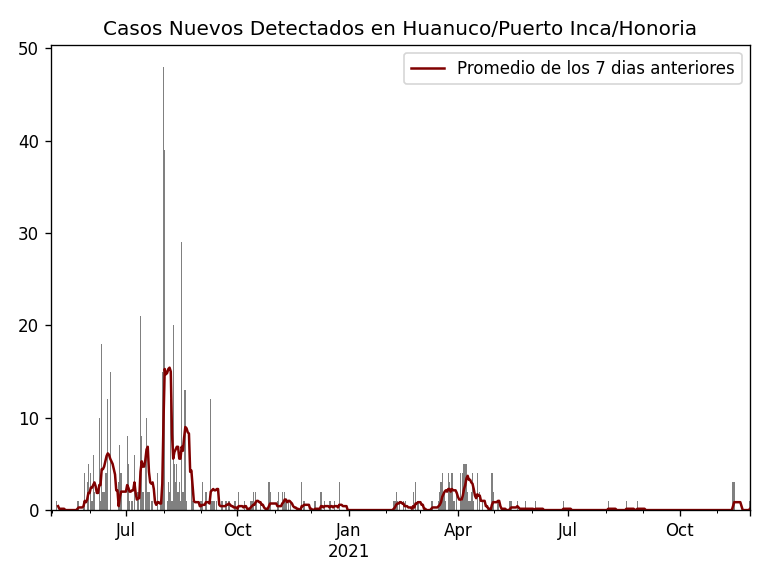 Casos Nuevos Detectados en Huanuco/Puerto Inca/Honoria
Promedio de los 7 dias anteriores
50
40
30
20
10
0
Jul Oct Jan Apr Jul Oct
2021